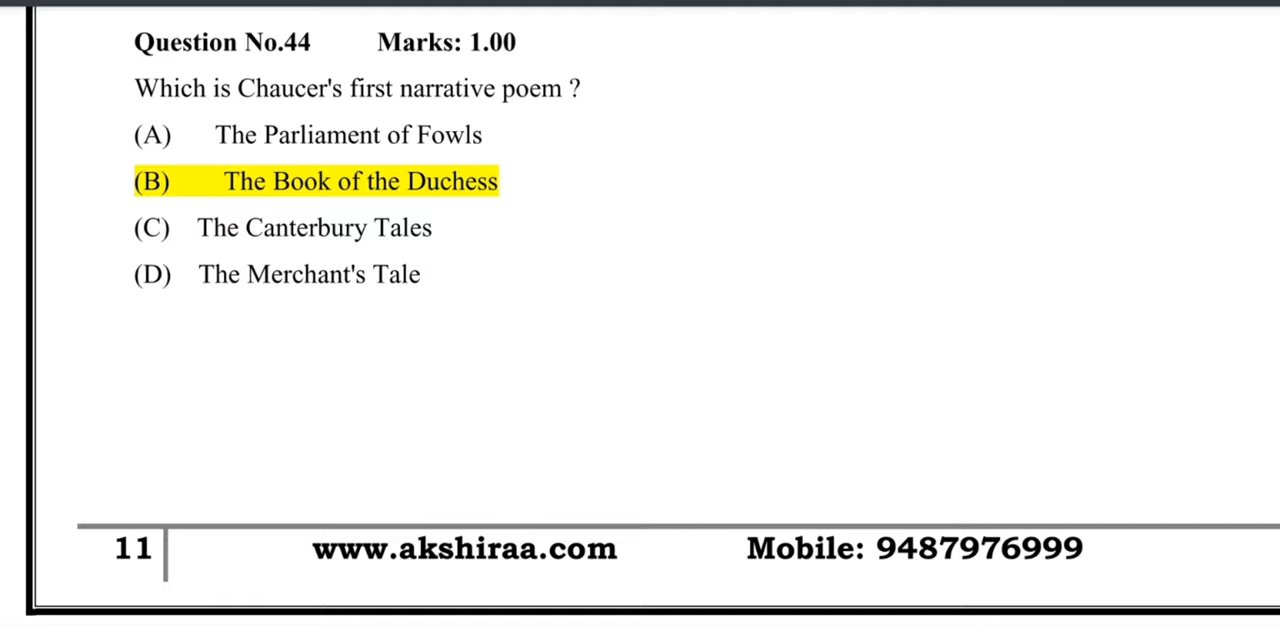 Question No.44 Marks: 1.00
Which is Chaucer's first narrative poem ?
(A) The Parliament of Fowls
(B) The Book of the Duchess
(C) The Canterbury Tales
(D) The Merchant's Tale
11 www.akshiraa.com Mobile: 9487976999